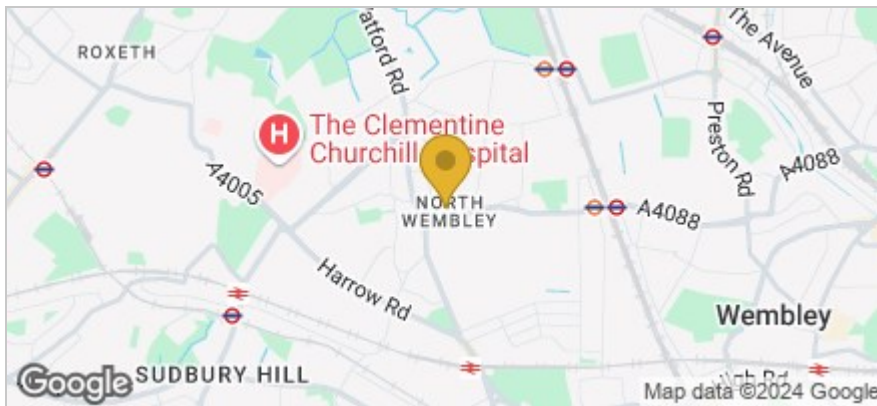 ROXETH
atford Rd
The Avenue
H
The Clementine
Churchill
spital
Preston Rd
A4088
A4005
NORTH
WEMBLEY
A4088
Harrow Rd
Wembley
SUDBURY HILL
Google
Map data ©2024 Google